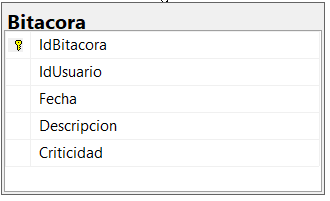 Bitacora
IdBitacora
IdUsuario
Fecha
Descripcion
Criticidad